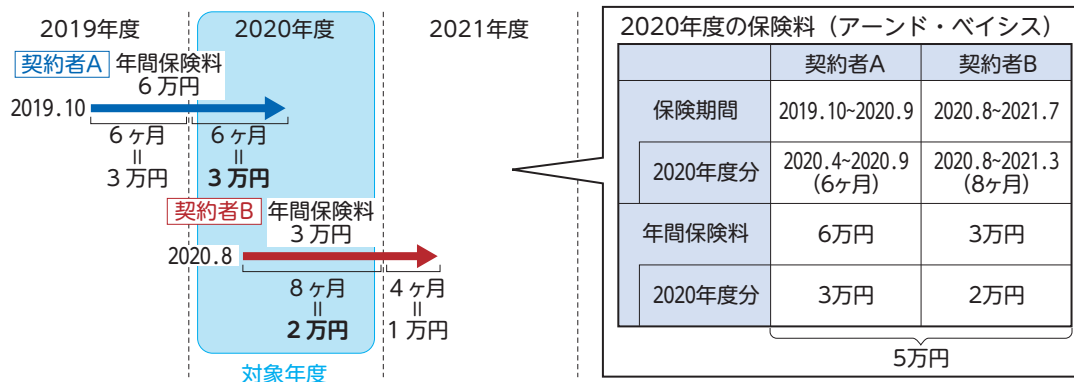 2019年度
2020年度
2021年度
契約者A 年間保険料
6万円
2019.10
6ヶ月
=
3万円
6ヶ月
=
3万円
契約者B 年間保険料
3万円
2020.8
8ヶ月
=
2万円
4ヶ月
=
1万円
対象年度
2020年度の保険料（アーンド・ベイシス）
契約者A 契約者B
保険期間 2019.10~2020.9 2020.8~2021.7
2020年度分 2020.4~2020.9 2020.8~2021.3
(6ヶ月) (8ヶ月)
年間保険料 6万円 3万円
2020年度分 3万円 2万円
5万円